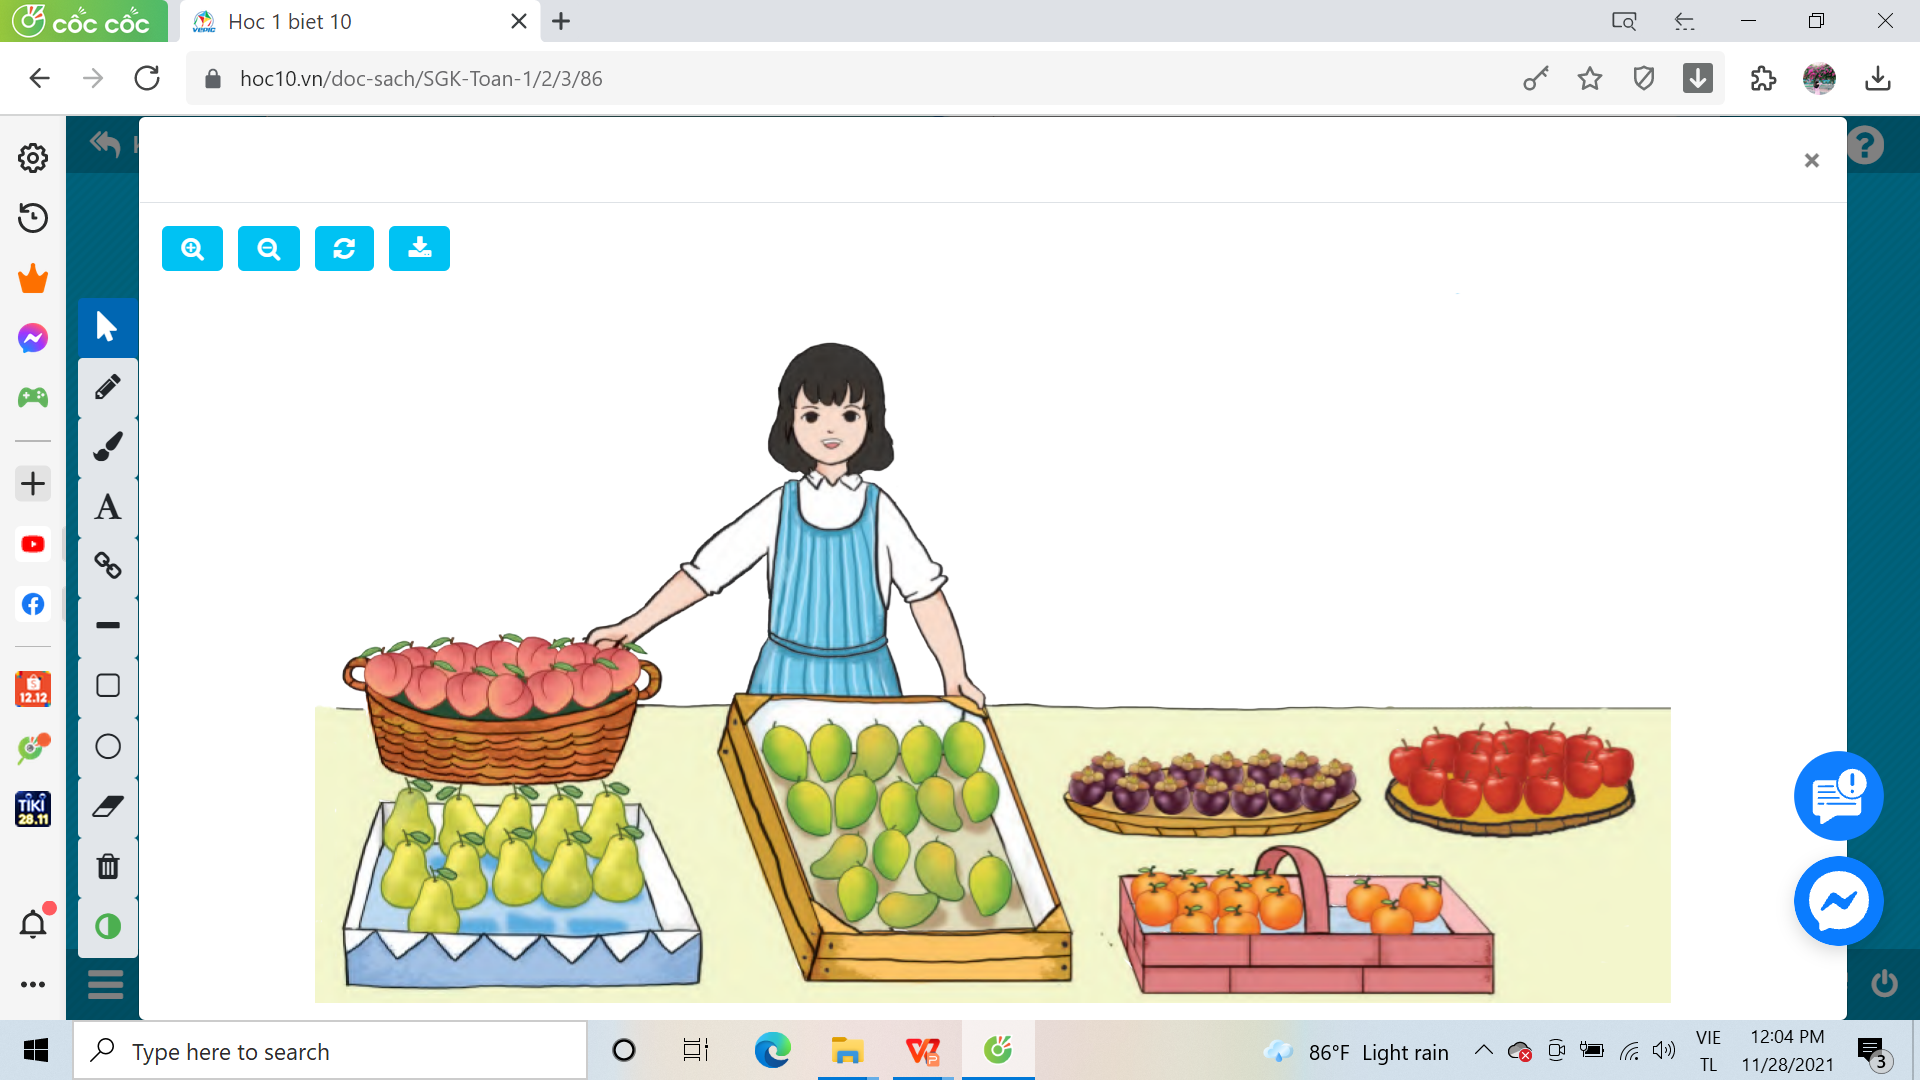 cốc cốc
VEPIC
Hoc 1 biet 10
hoc10.vn/doc-sach/SGK-Toan-1/2/3/86
A
12.12
TIKI
28.11
Type here to search
86°F Light rain
VIE
TL
12:04 PM
11/28/2021
3